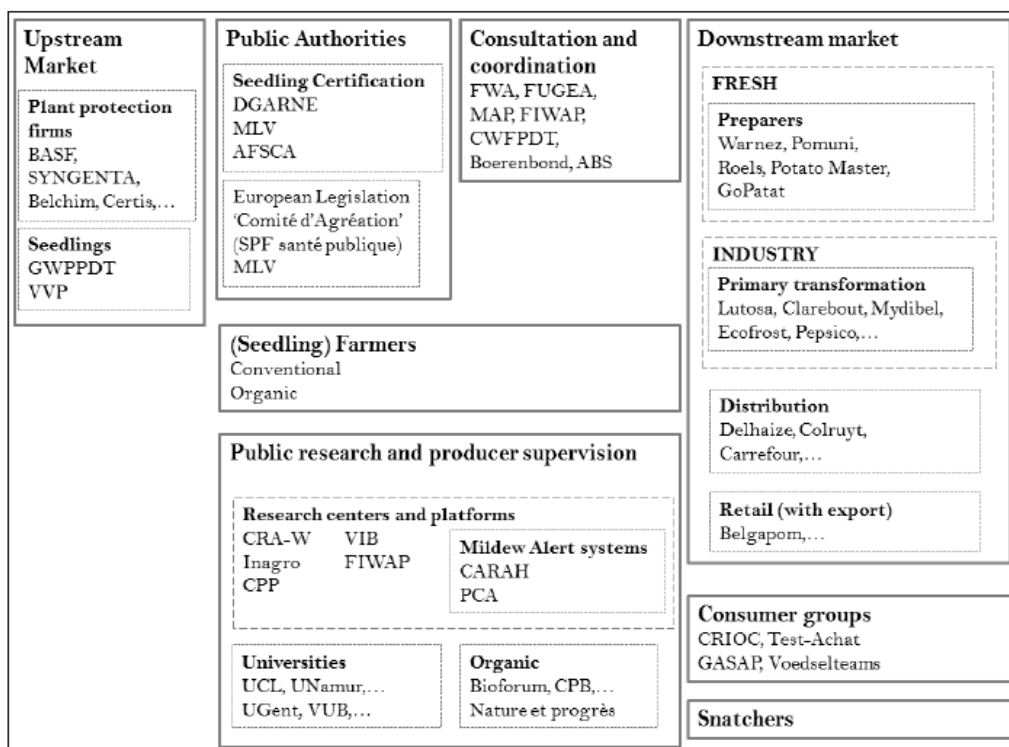 Upstream
Market
Plant protection
firms
BASF,
SYNGENTA,
Belchim, Certis,…
Seedlings
GWPPDT
VVP
Public Authorities
Seedling Certification
DGARNE
MLV
AFSCA
European Legislation
‘Comité d’Agréation’
(SPF santé publique)
MLV
Consultation and
coordination
FWA, FUGEA,
MAP, FIWAP,
CWFPDT,
Boerenbond, ABS
(Seedling) Farmers
Conventional
Organic
Public research and producer supervision
Research centers and platforms
CRA-W VIB
Inagro FIWAP
CPP
Mildew Alert systems
CARAH
PCA
Universities
UCL, UNamur,…
UGent, VUB,…
Organic
Bioforum, CPB,…
Nature et progrès
Downstream market
FRESH
Preparers
Warnez, Pomuni,
Roels, Potato Master,
GoPatat
INDUSTRY
Primary transformation
Lutosa, Clarebout, Mydibel,
Ecofrost, Pepsico,…
Distribution
Delhaize, Colruyt,
Carrefour,…
Retail (with export)
Belgapom,…
Consumer groups
CRIOC, Test-Achat
GASAP, Voedselteams
Snatchers